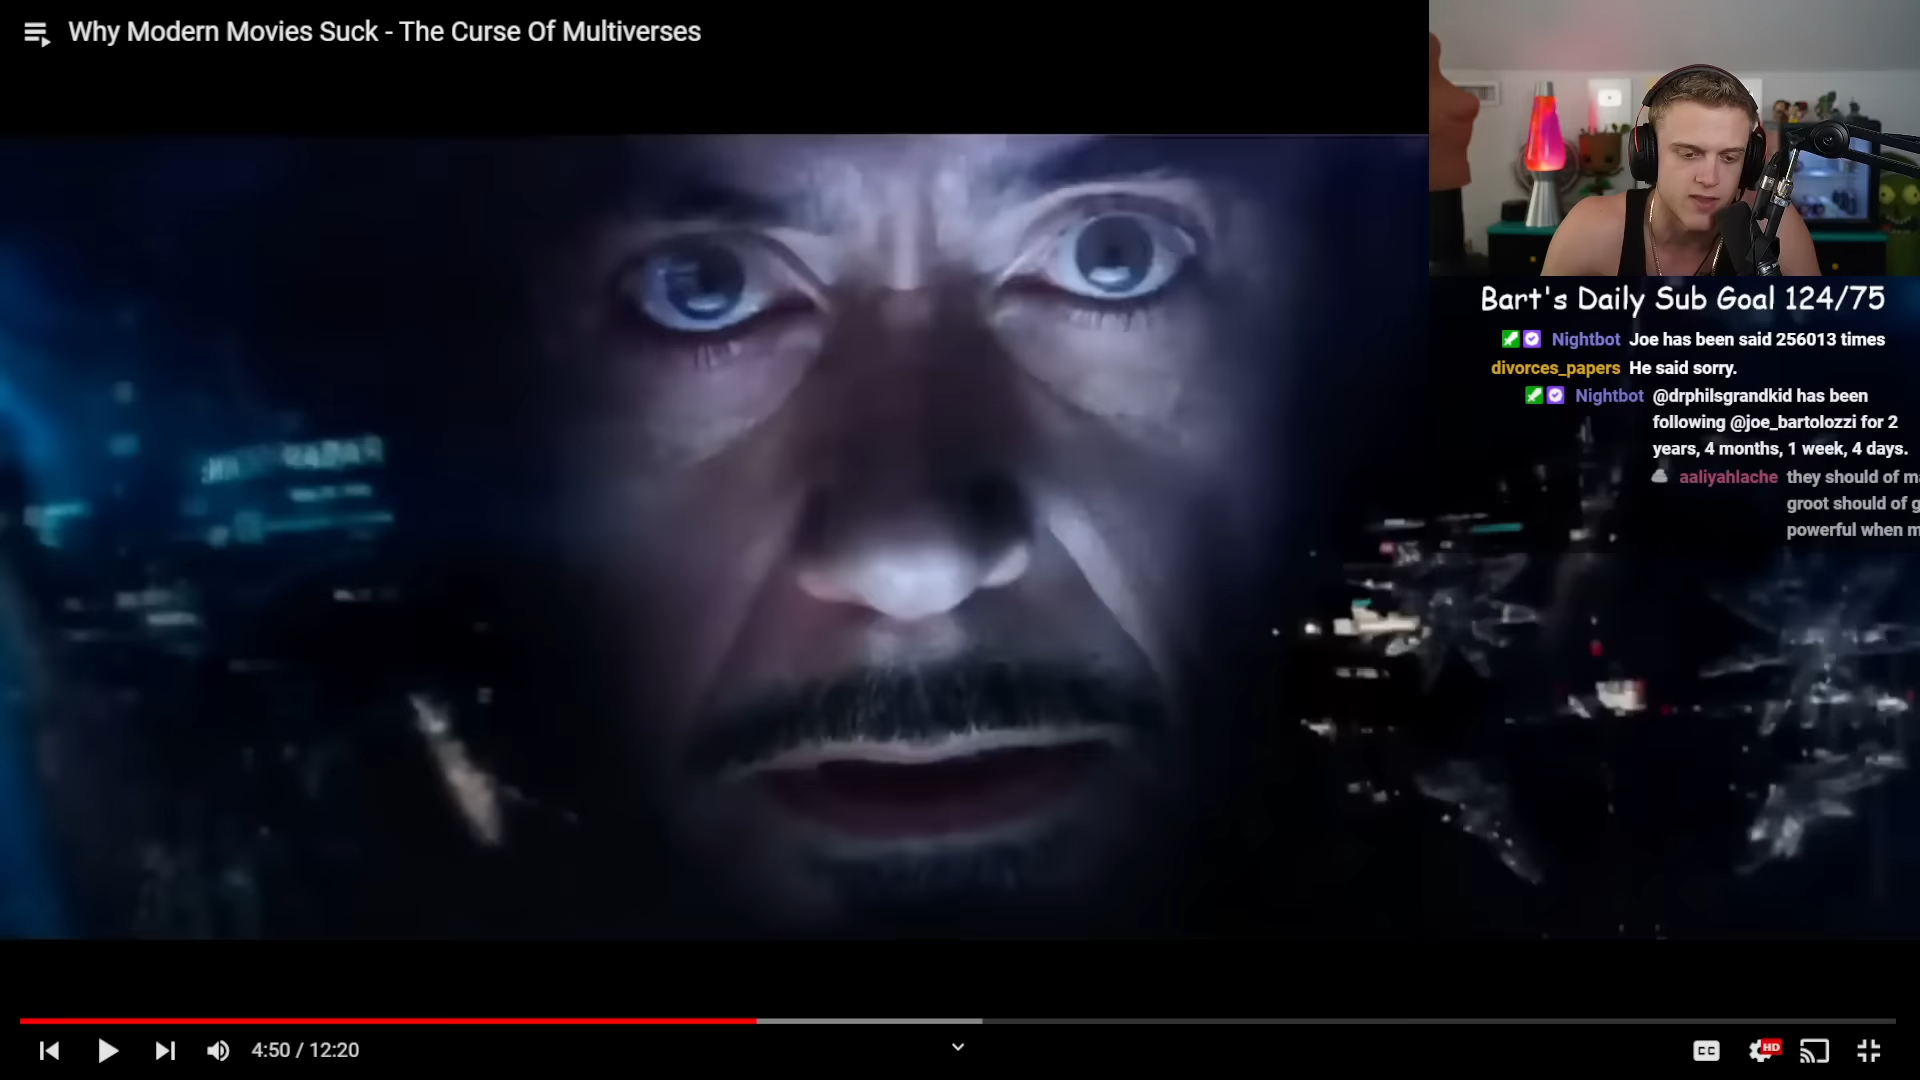 Why Modern Movies Suck - The Curse Of Multiverses
Bart's Daily Sub Goal 124/75
Nightbot Joe has been said 256013 times
divorces_papers He said sorry.
Nightbot @drphilsgrandkid has been
following @joe_bartolozzi for 2
years, 4 months, 1 week, 4 days.
aaliyahlache they should of ma
groot should of g
powerful when m
4:50 / 12:20
CC
HD